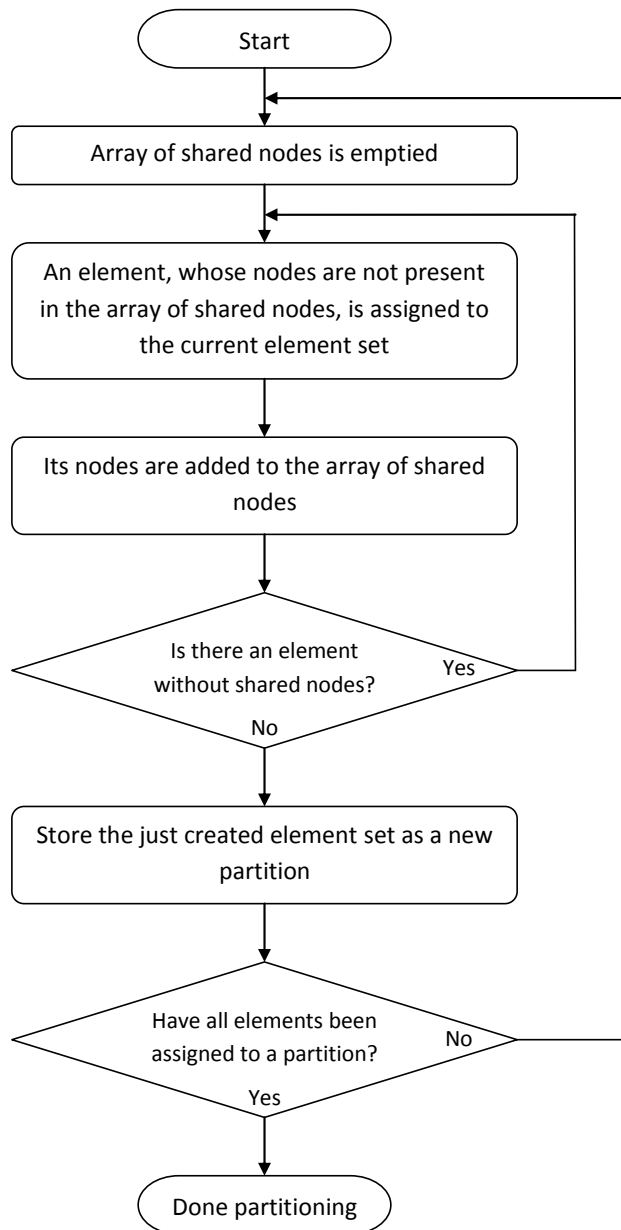 Start
Array of shared nodes is emptied
An element, whose nodes are not present
in the array of shared nodes, is assigned to
the current element set
Its nodes are added to the array of shared
nodes
Is there an element
without shared nodes?
Yes
No
Store the just created element set as a new
partition
Have all elements been
assigned to a partition?
No
Yes
Done partitioning